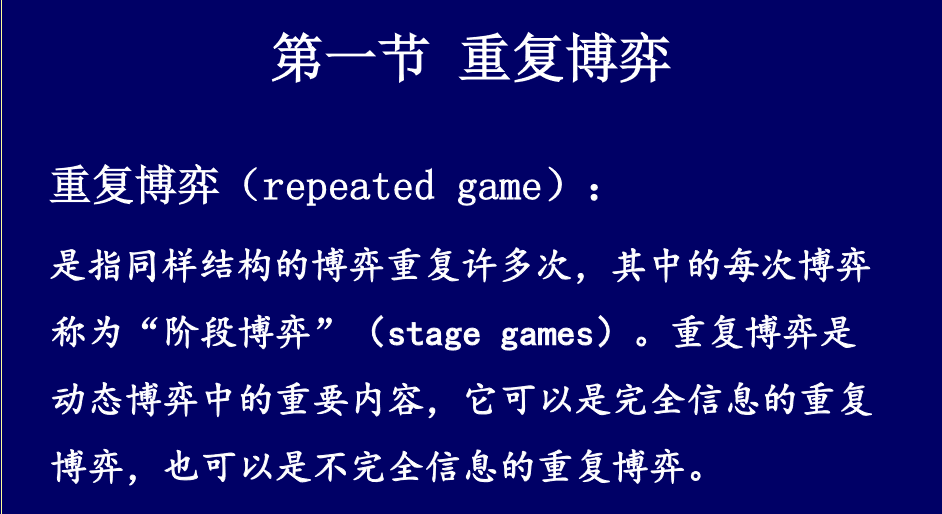 第一节 重复博弈
重复博弈（repeated game）：
是指同样结构的博弈重复许多次，其中的每次博弈
称为“阶段博弈”（stage games）。重复博弈是
动态博弈中的重要内容，它可以是完全信息的重复
博弈，也可以是不完全信息的重复博弈。